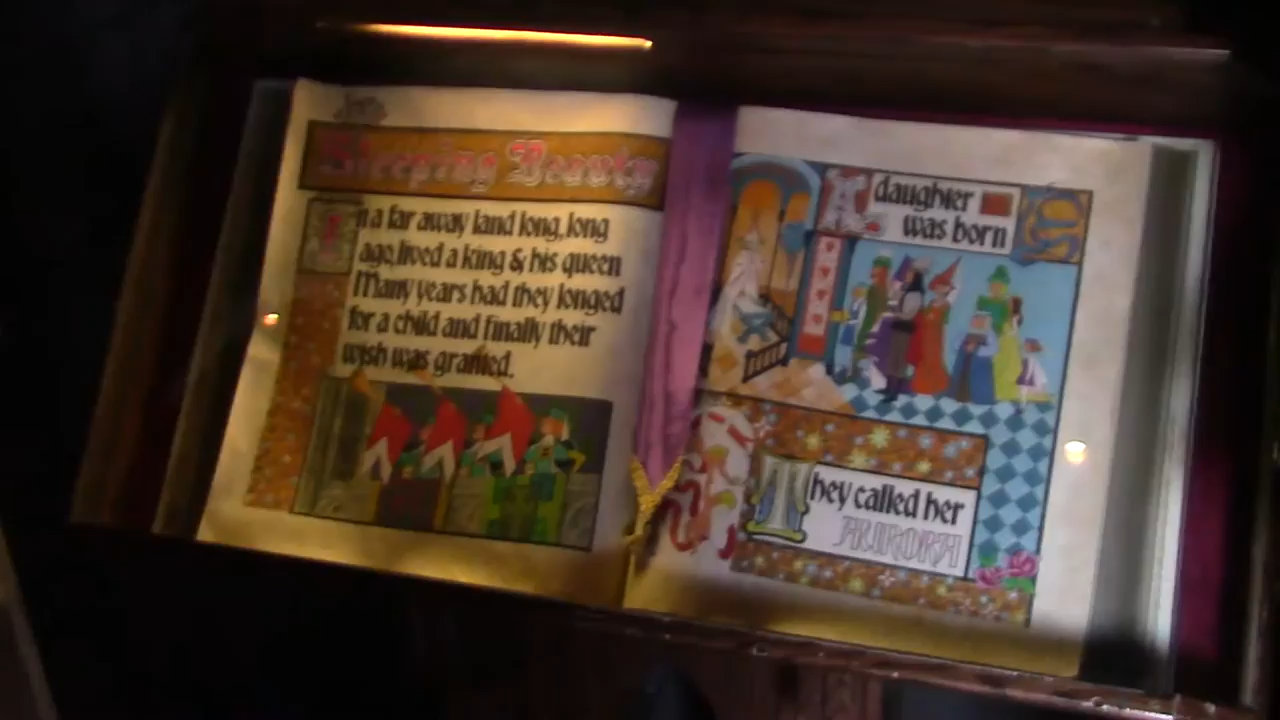 Sleeping Beauty
In a far away land long, long
ago, lived a king & his queen
Many years had they longed
for a child and finally their
wish was granted.
A daughter
was born
They called her
AURORA